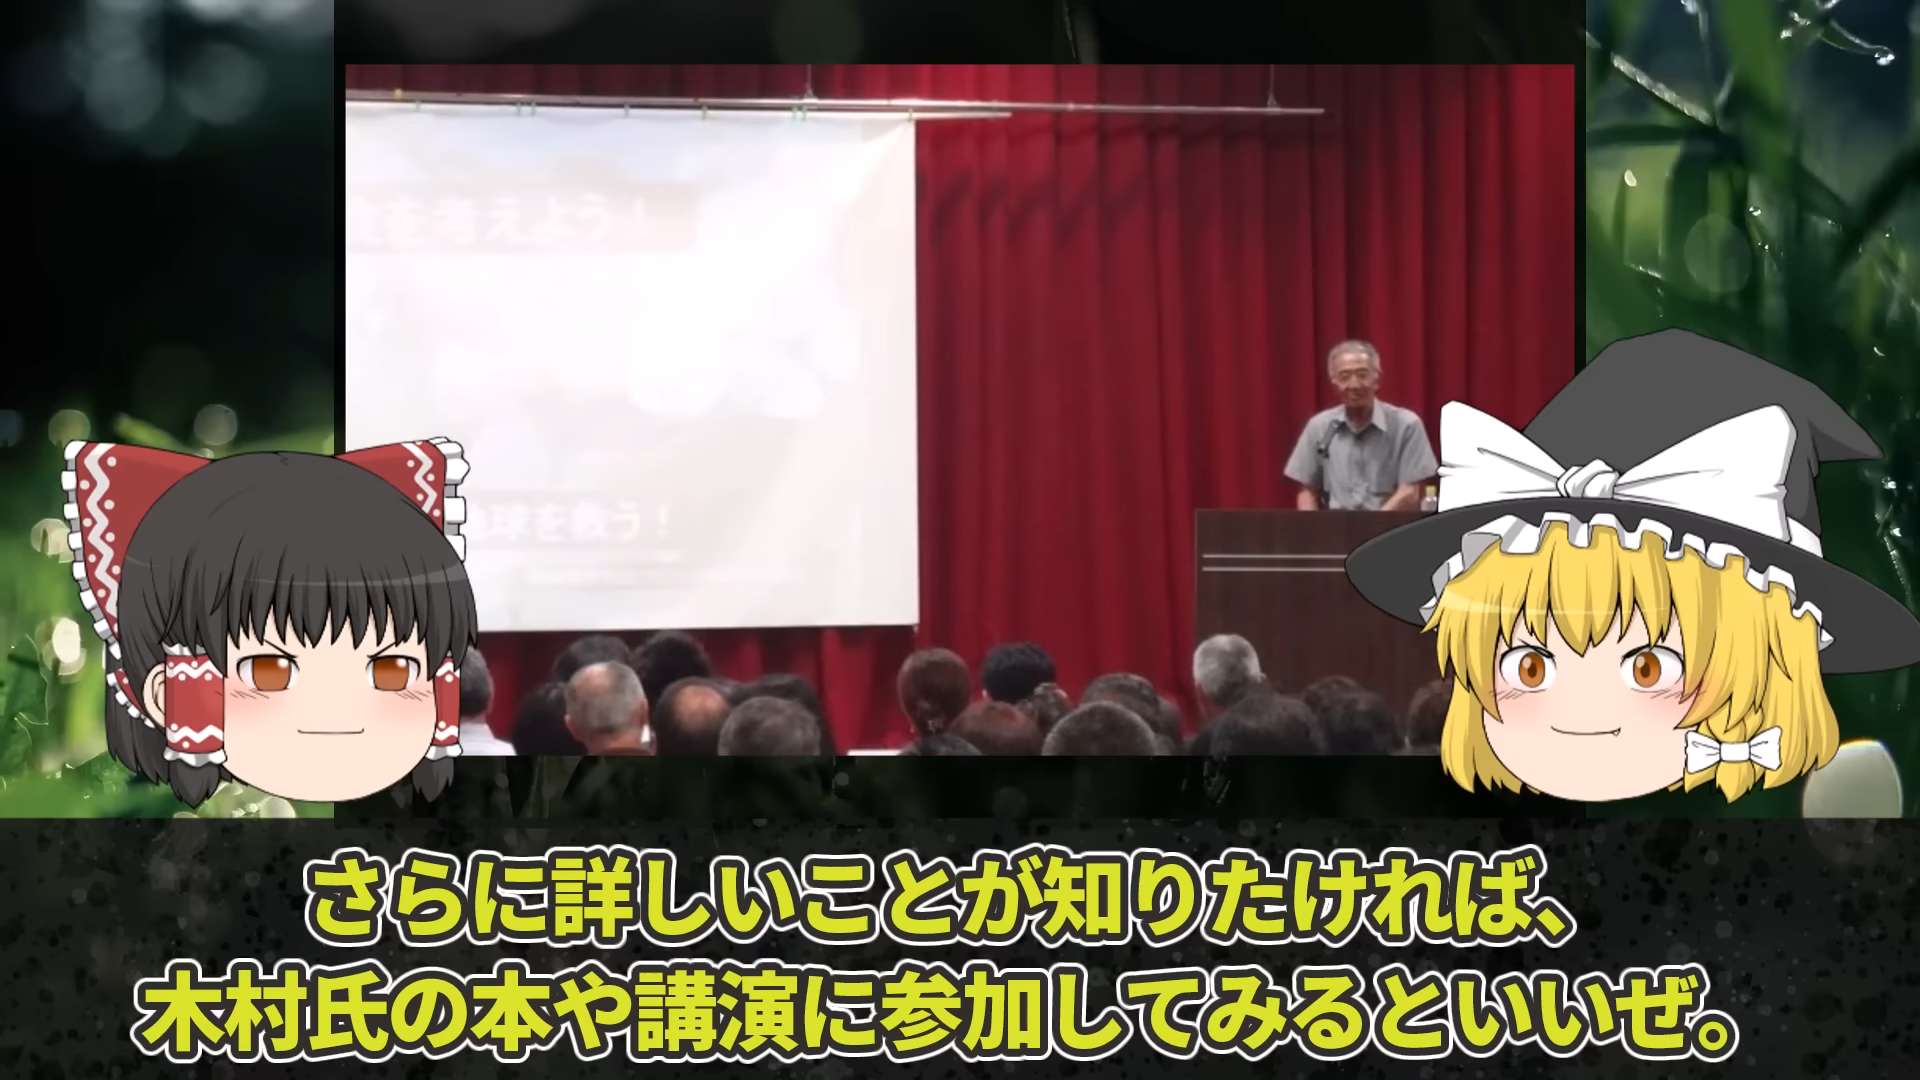 食を考えよう！
地球を救う！
さらに詳しいことが知りたければ、
木村氏の本や講演に参加してみるといいぜ。